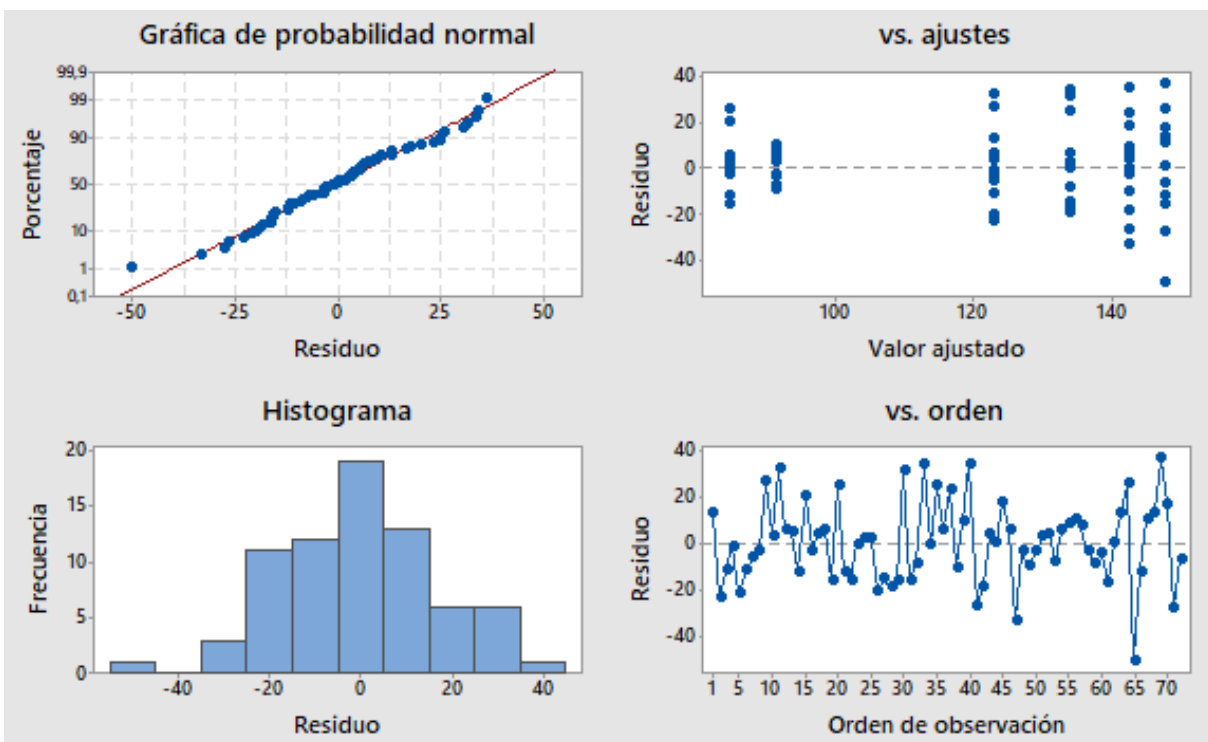 Gráfica de probabilidad normal
99,9
99
90
50
10
1
0,1
Porcentaje
-50 -25 0 25 50
Residuo
vs. ajustes
40
20
0
-20
-40
Residuo
100 120 140
Valor ajustado
Histograma
20
15
10
5
0
Frecuencia
-40 -20 0 20 40
Residuo
vs. orden
40
20
0
-20
-40
Residuo
1 5 10 15 20 25 30 35 40 45 50 55 60 65 70
Orden de observación